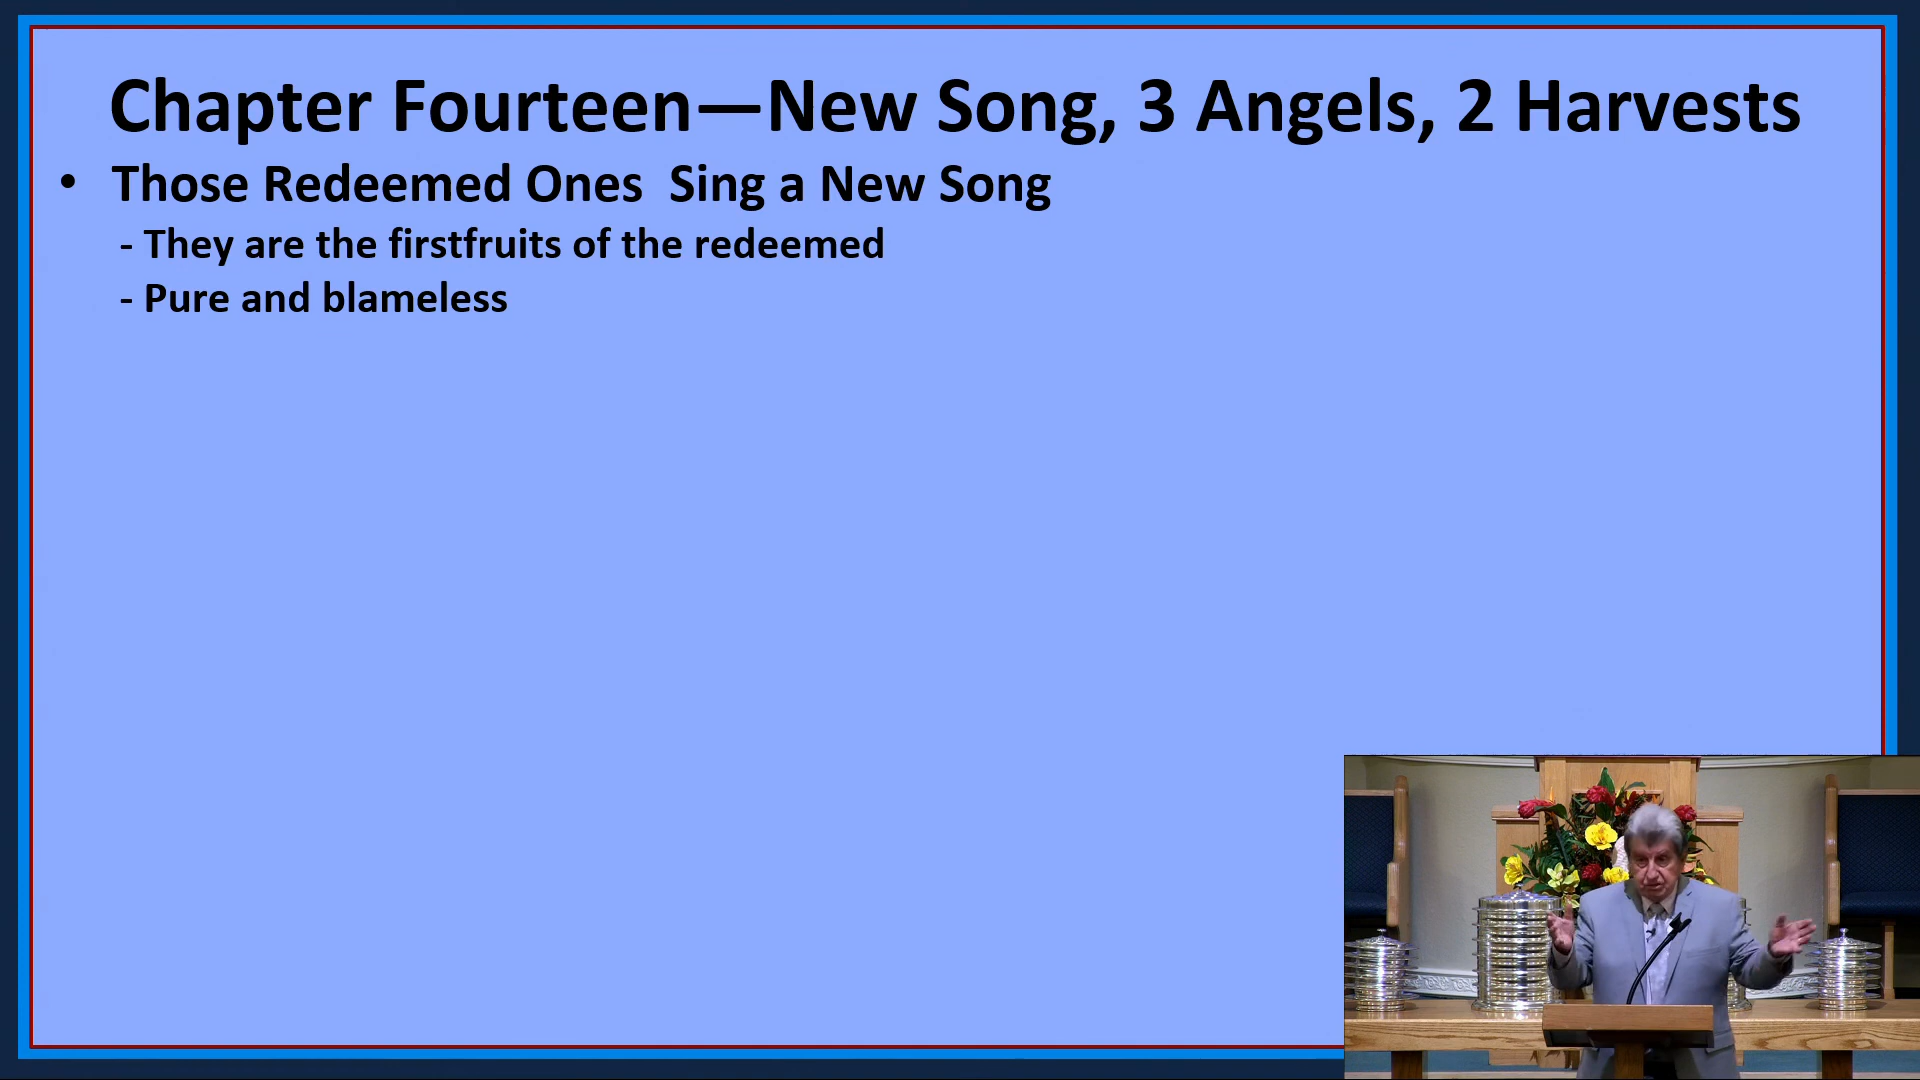 Chapter Fourteen—New Song, 3 Angels, 2 Harvests
• Those Redeemed Ones  Sing a New Song
- They are the firstfruits of the redeemed
- Pure and blameless